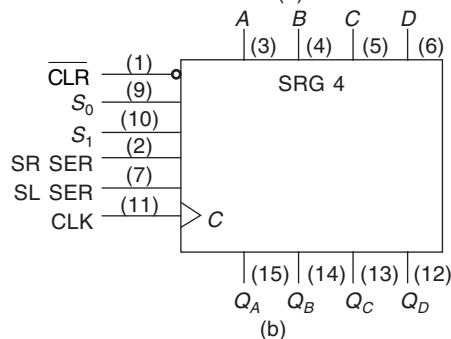 A B C D
(3) (4) (5) (6)
SRG 4
CLR (1)
S0 (9)
S1 (10)
SR SER (2)
SL SER (7)
CLK (11) C
(15) (14) (13) (12)
QA QB QC QD
(b)